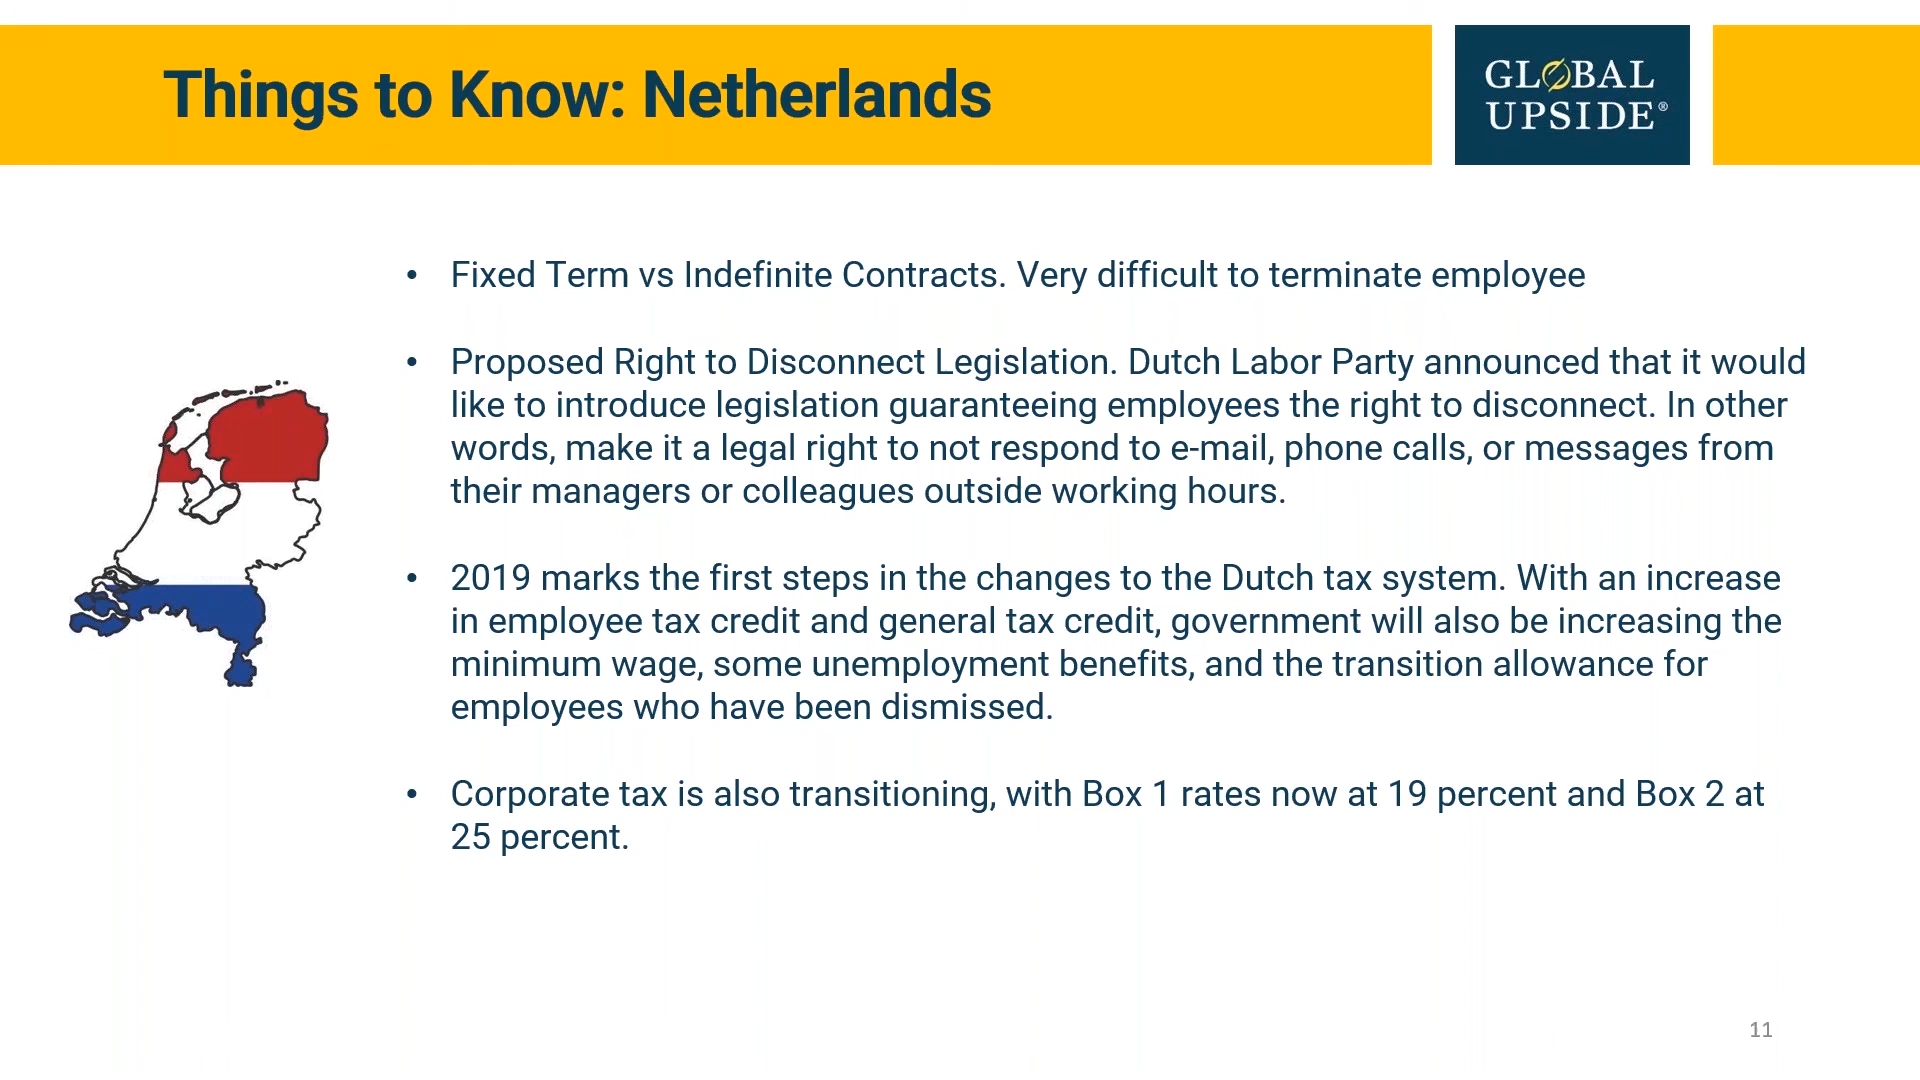 Things to Know: Netherlands
GLOBAL
UPSIDE®
• Fixed Term vs Indefinite Contracts. Very difficult to terminate employee
• Proposed Right to Disconnect Legislation. Dutch Labor Party announced that it would
like to introduce legislation guaranteeing employees the right to disconnect. In other
words, make it a legal right to not respond to e-mail, phone calls, or messages from
their managers or colleagues outside working hours.
• 2019 marks the first steps in the changes to the Dutch tax system. With an increase
in employee tax credit and general tax credit, government will also be increasing the
minimum wage, some unemployment benefits, and the transition allowance for
employees who have been dismissed.
• Corporate tax is also transitioning, with Box 1 rates now at 19 percent and Box 2 at
25 percent.
11